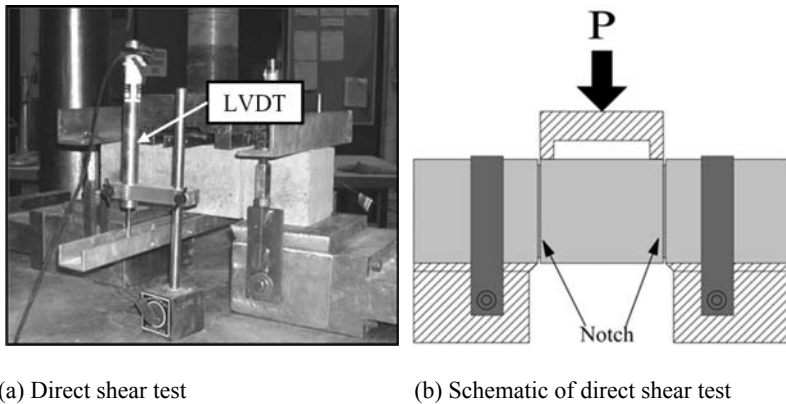 LVDT
P
Notch
(a) Direct shear test
(b) Schematic of direct shear test